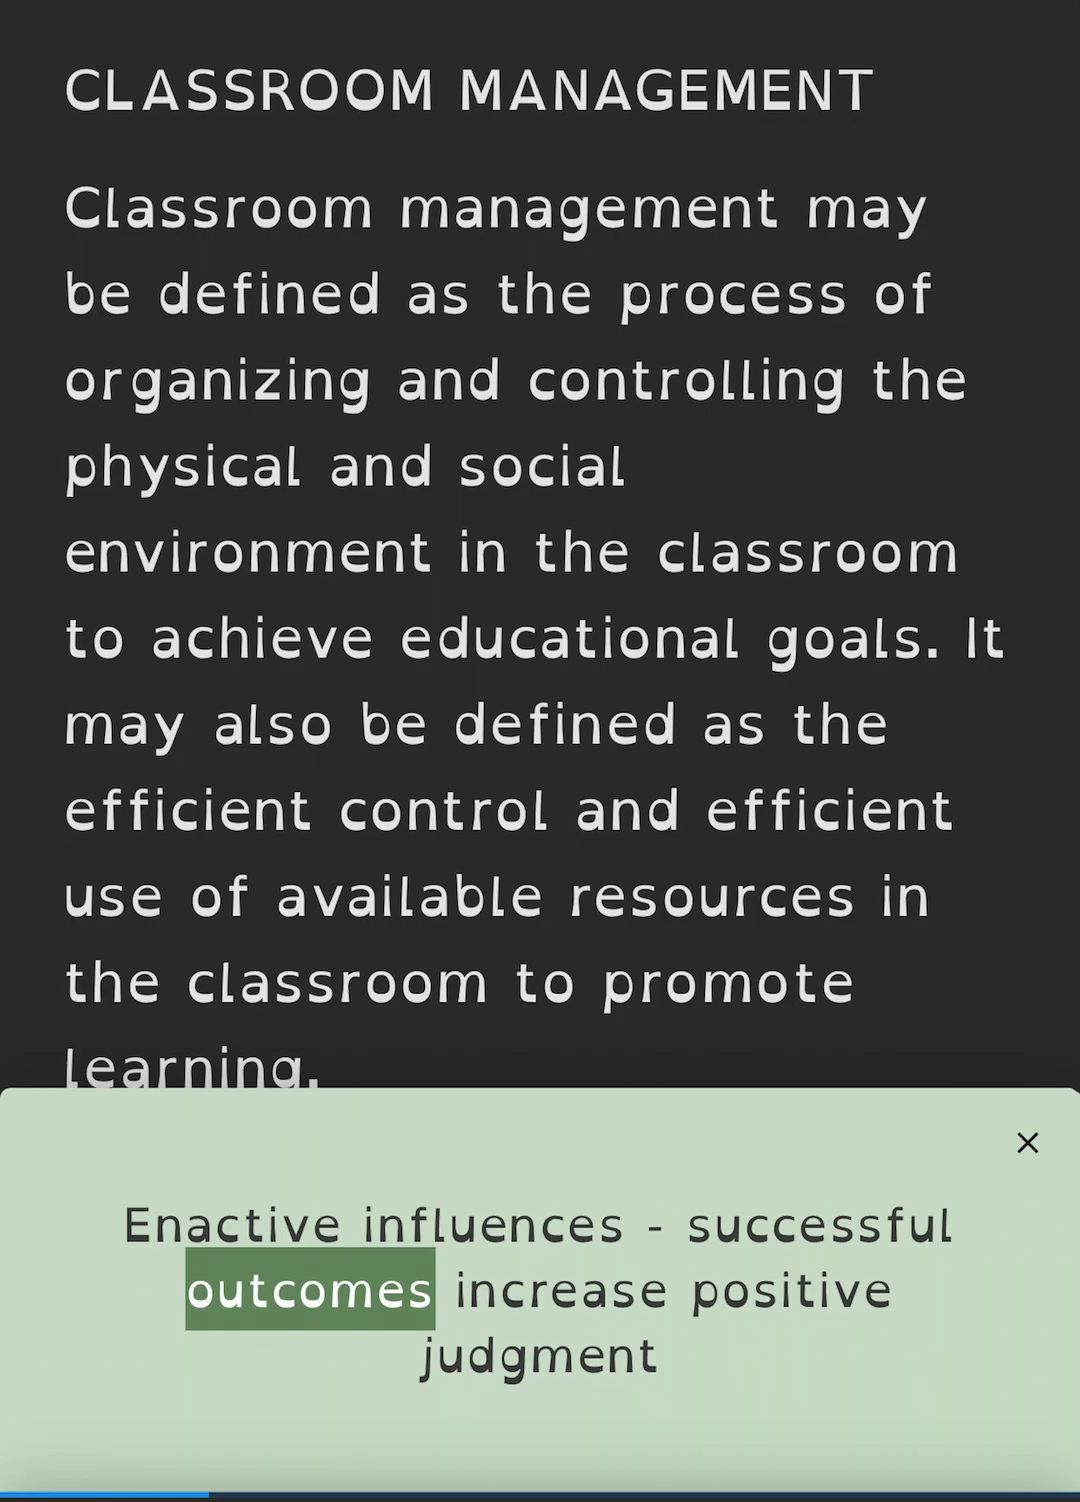 CLASSROOM MANAGEMENT
Classroom management may
be defined as the process of
organizing and controlling the
physical and social
environment in the classroom
to achieve educational goals. It
may also be defined as the
efficient control and efficient
use of available resources in
the classroom to promote
learning.
Enactive influences - successful
outcomes increase positive
judgment